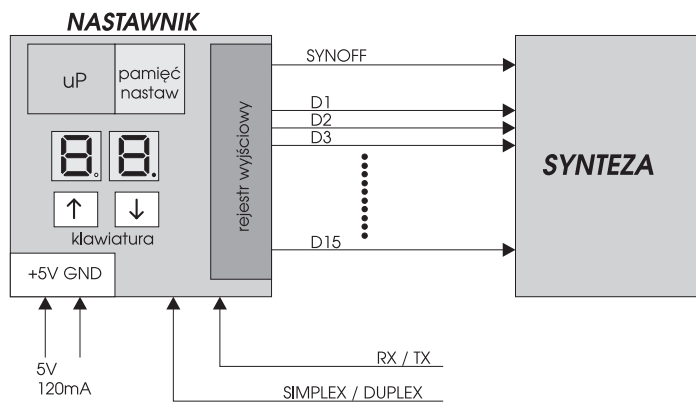 NASTAWNIK
uP
pamięć
nastaw
rejestr wyjściowy
SYNOFF
D1
D2
D3
D15
SYNTEZA
klawiatura
+5V GND
5V
120mA
RX / TX
SIMPLEX / DUPLEX